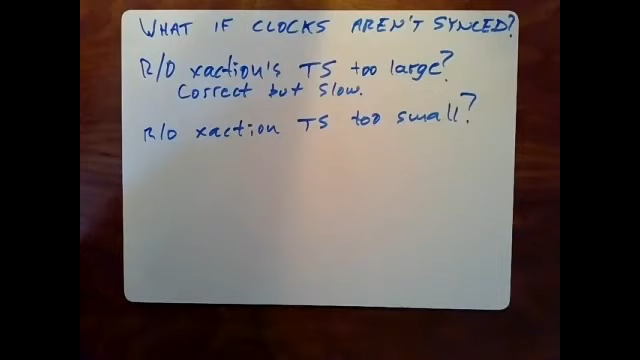 WHAT IF CLOCKS AREN'T SYNCED?
R/O xaction's TS too large?
Correct but slow.
R/O xaction TS too small?